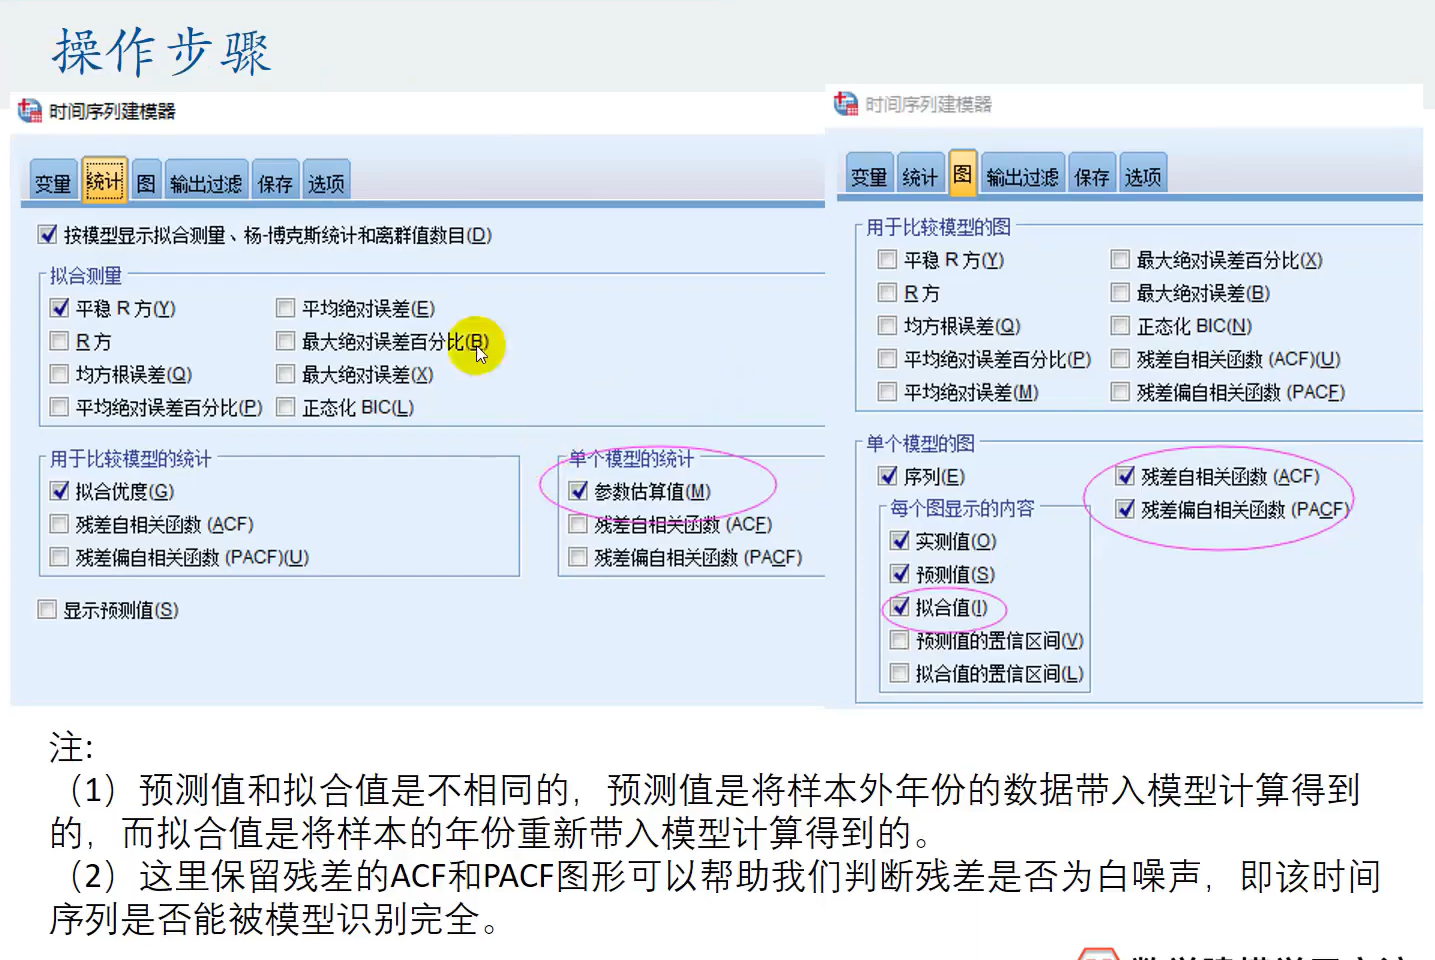 操作步骤
时间序列建模器
变量 统计 图 输出过滤 保存 选项
按模型显示拟合测量、杨-博克斯统计和离群值数目(D)
拟合测量
平稳 R 方(Y) 平均绝对误差(E)
R 方 最大绝对误差百分比(B)
均方根误差(Q) 最大绝对误差(X)
平均绝对误差百分比(P) 正态化 BIC(L)
用于比较模型的统计
拟合优度(G)
残差自相关函数 (ACF)
残差偏自相关函数 (PACF)(U)
单个模型的统计
参数估算值(M)
残差自相关函数 (ACF)
残差偏自相关函数 (PACF)
显示预测值(S)
时间序列建模器
变量 统计 图 输出过滤 保存 选项
用于比较模型的图
平稳 R 方(Y) 最大绝对误差百分比(X)
R 方 最大绝对误差(B)
均方根误差(Q) 正态化 BIC(N)
平均绝对误差百分比(P) 残差自相关函数 (ACF)(U)
平均绝对误差(M) 残差偏自相关函数 (PACF)
单个模型的图
序列(E) 残差自相关函数 (ACF)
每个图显示的内容 残差偏自相关函数 (PACF)
实测值(O)
预测值(S)
拟合值(I)
预测值的置信区间(V)
拟合值的置信区间(L)
注:
（1）预测值和拟合值是不相同的，预测值是将样本外年份的数据带入模型计算得到
的，而拟合值是将样本的年份重新带入模型计算得到的。
（2）这里保留残差的ACF和PACF图形可以帮助我们判断残差是否为白噪声，即该时间
序列是否能被模型识别完全。